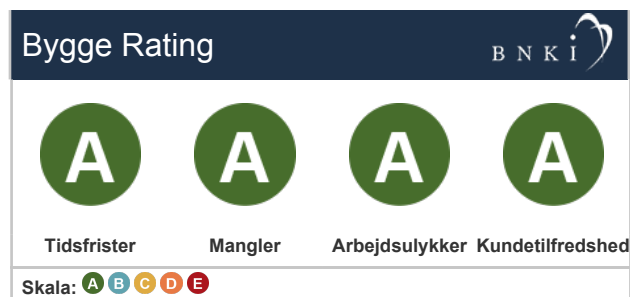 Bygge Rating
BNKi
A A A A
Tidsfrister Mangler Arbejdsulykker Kundetilfredshed
Skala: A B C D E